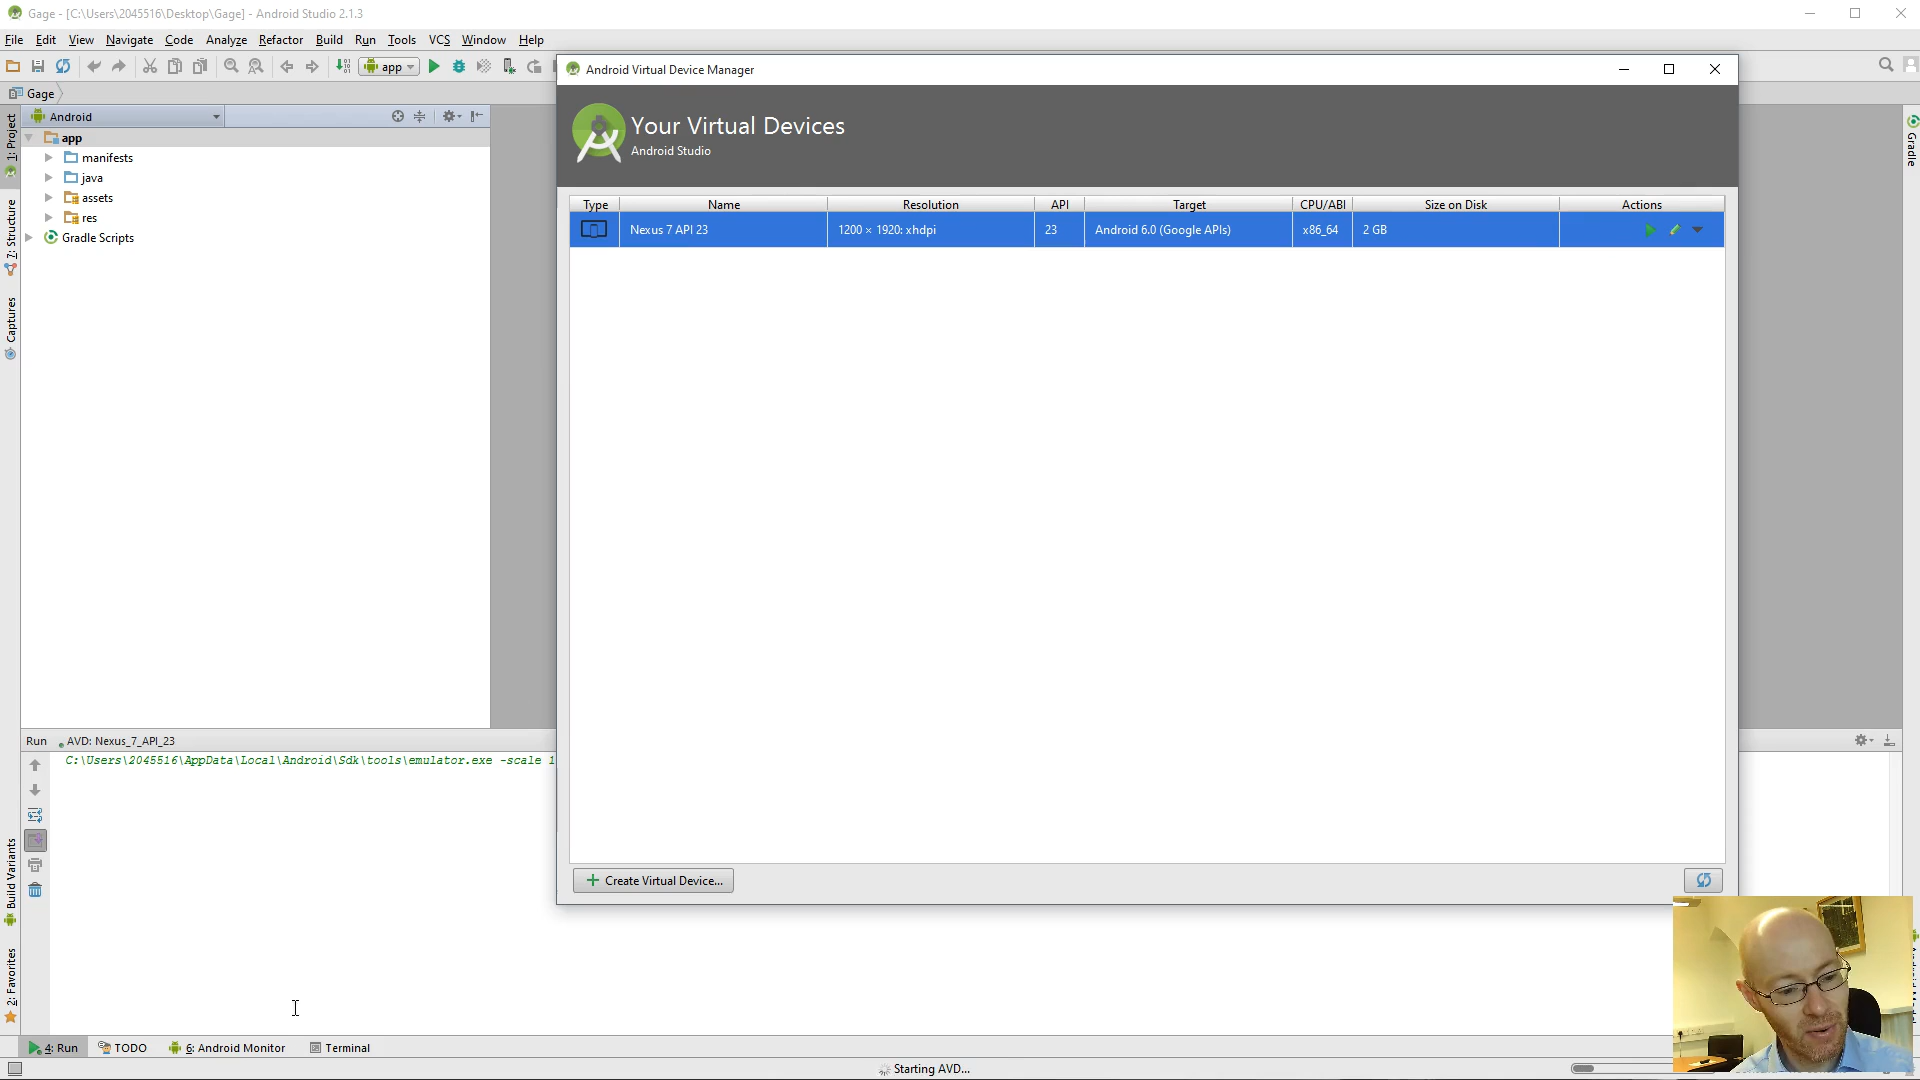 Gage - [C:\Users\2045516\Desktop\Gage] - Android Studio 2.1.3
File Edit View Navigate Code Analyze Refactor Build Run Tools VCS Window Help
app
Gage
Android
app
manifests
java
assets
res
Gradle Scripts
1: Project
7: Structure
Captures
Build Variants
2: Favorites
Gradle
Android Virtual Device Manager
Your Virtual Devices
Android Studio
Type Name Resolution API Target CPU/ABI Size on Disk Actions
Nexus 7 API 23 1200 × 1920: xhdpi 23 Android 6.0 (Google APIs) x86_64 2 GB
Create Virtual Device...
Run AVD: Nexus_7_API_23
C:\Users\2045516\AppData\Local\Android\Sdk\tools\emulator.exe -scale 1
4: Run TODO 6: Android Monitor Terminal
Starting AVD...